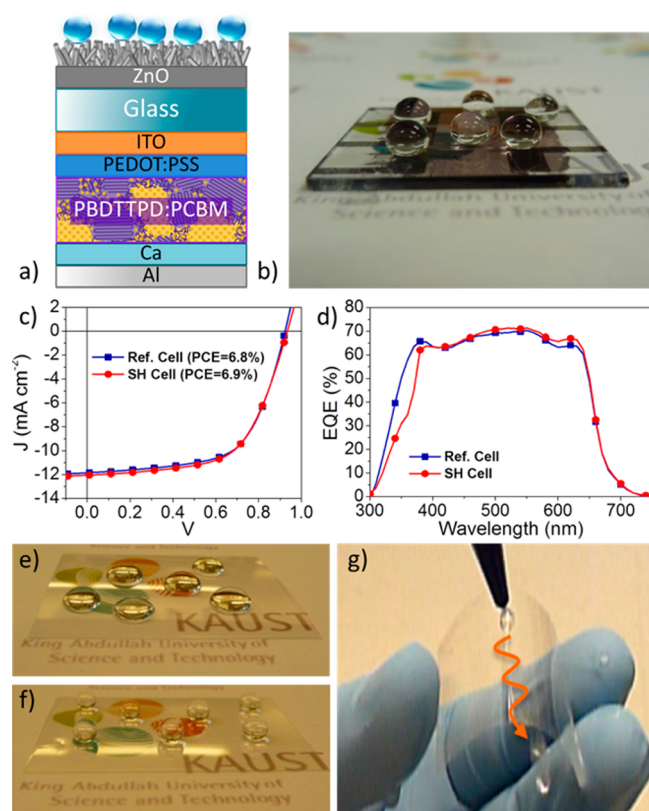 a)
ZnO
Glass
ITO
PEDOT:PSS
PBDTTPD:PCBM
Ca
Al
b)
King Abdullah University of
Science and Technology
c)
2
0
-2
-4
-6
-8
-10
-12
-14
J (mA cm-2)
Ref. Cell (PCE=6.8%)
SH Cell (PCE=6.9%)
0.0 0.2 0.4 0.6 0.8 1.0
V
d)
80
70
60
50
40
30
20
10
0
EQE (%)
Ref. Cell
SH Cell
300 400 500 600 700
Wavelength (nm)
e)
KAUST
King Abdullah University of
Science and Technology
f)
KAUST
King Abdullah University of
Science and Technology
g)